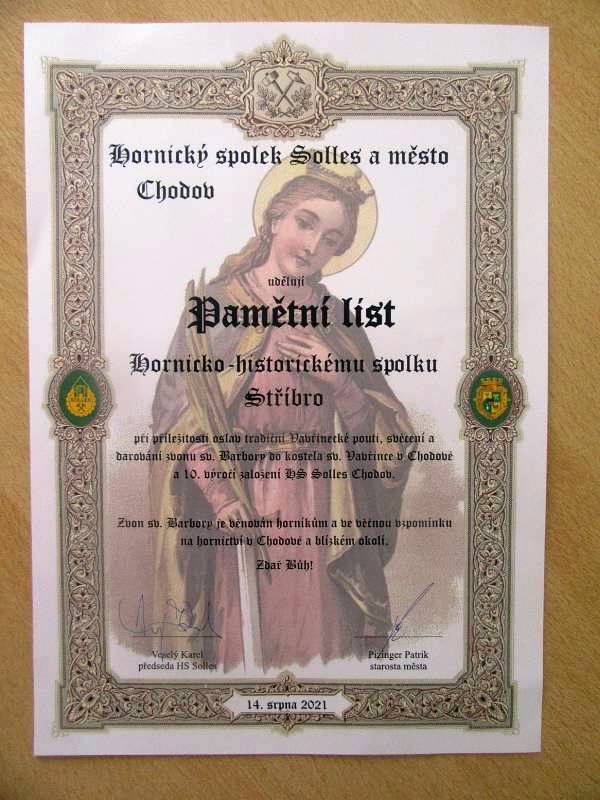 Hornický spolek Solles a město
Chodov
udělují
Pamětní list
Hornicko-historickému spolku
Stříbro
při příležitosti oslav tradiční Vavřinecké pouti, svěcení a
darování zvonu sv. Barbory do kostela sv. Vavřince v Chodově
a 10. výročí založení HS Solles Chodov.
Zvon sv. Barbory je věnován horníkům a ve věčnou vzpomínku
na hornictví v Chodově a blízkém okolí.
Zdař Bůh!
Veselý Karel
předseda HS Solles
Pizinger Patrik
starosta města
14. srpna 2021